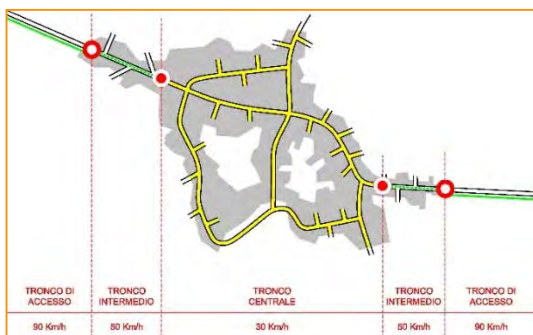 TRONCO DI
ACCESSO
TRONCO
INTERMEDIO
TRONCO
CENTRALE
TRONCO
INTERMEDIO
TRONCO DI
ACCESSO
90 Km/h
50 Km/h
30 Km/h
50 Km/h
90 Km/h